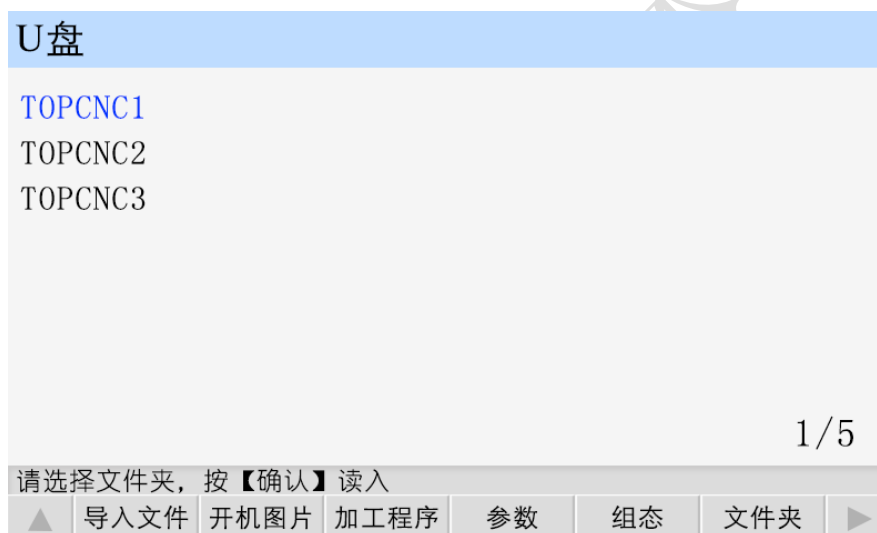 U盘
TOPCNC1
TOPCNC2
TOPCNC3
1/5
请选择文件夹，按【确认】读入
导入文件 开机图片 加工程序 参数 组态 文件夹